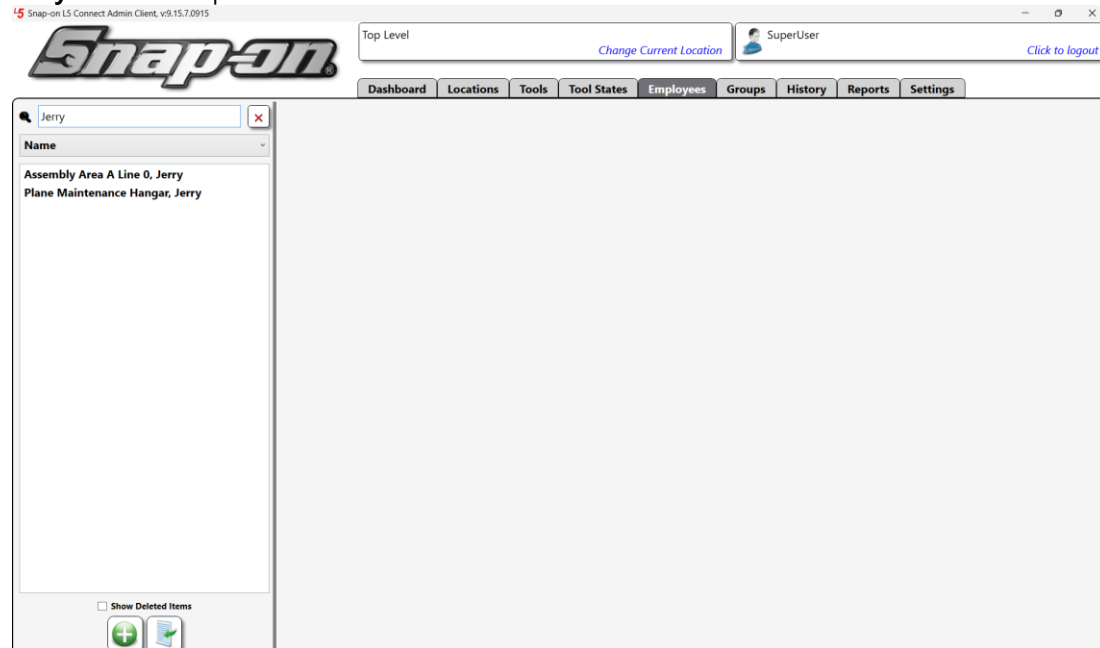 L5 Snap-on L5 Connect Admin Client, v:9.15.7.0915
Snap-on
Top Level
Change Current Location
SuperUser
Click to logout
Dashboard Locations Tools Tool States Employees Groups History Reports Settings
Jerry
Name
Assembly Area A Line 0, Jerry
Plane Maintenance Hangar, Jerry
Show Deleted Items